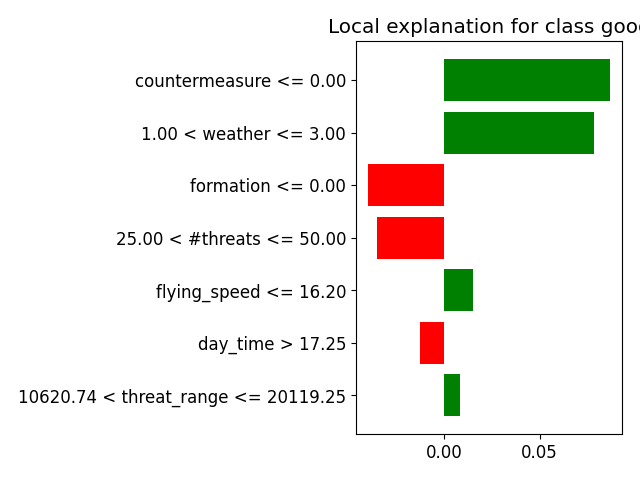 Local explanation for class goo
countermeasure <= 0.00
1.00 < weather <= 3.00
formation <= 0.00
25.00 < #threats <= 50.00
flying_speed <= 16.20
day_time > 17.25
10620.74 < threat_range <= 20119.25
0.00 0.05